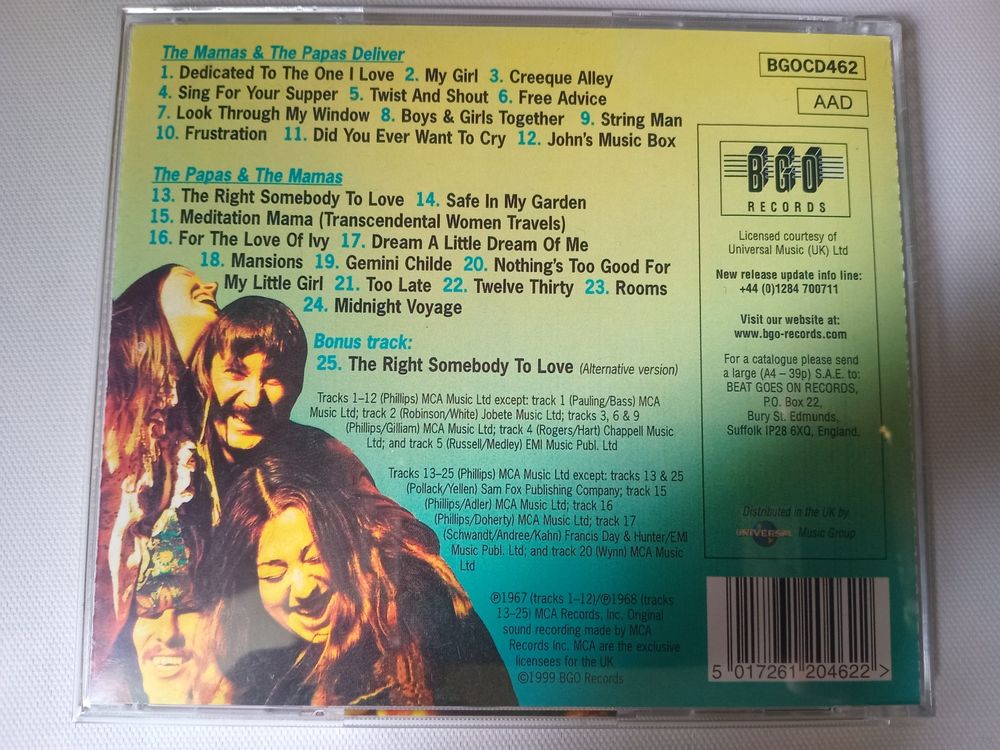 The Mamas & The Papas Deliver
1. Dedicated To The One I Love 2. My Girl 3. Creeque Alley
4. Sing For Your Supper 5. Twist And Shout 6. Free Advice
7. Look Through My Window 8. Boys & Girls Together 9. String Man
10. Frustration 11. Did You Ever Want To Cry 12. John's Music Box
The Papas & The Mamas
13. The Right Somebody To Love 14. Safe In My Garden
15. Meditation Mama (Transcendental Women Travels)
16. For The Love Of Ivy 17. Dream A Little Dream Of Me
18. Mansions 19. Gemini Childe 20. Nothing's Too Good For
My Little Girl 21. Too Late 22. Twelve Thirty 23. Rooms
24. Midnight Voyage
Bonus track:
25. The Right Somebody To Love (Alternative version)
Tracks 1–12 (Phillips) MCA Music Ltd except: track 1 (Pauling/Bass) MCA
Music Ltd; track 2 (Robinson/White) Jobete Music Ltd; tracks 3, 6 & 9
(Phillips/Gilliam) MCA Music Ltd; track 4 (Rogers/Hart) Chappell Music
Ltd; and track 5 (Russell/Medley) EMI Music Publ. Ltd
Tracks 13–25 (Phillips) MCA Music Ltd except: tracks 13 & 25
(Pollack/Yellen) Sam Fox Publishing Company; track 15
(Phillips/Adler) MCA Music Ltd; track 16
(Phillips/Doherty) MCA Music Ltd; track 17
(Schwandt/Andree/Kahn) Francis Day & Hunter/EMI
Music Publ. Ltd; and track 20 (Wynn) MCA Music
Ltd
℗1967 (tracks 1–12)/℗1968 (tracks
13–25) MCA Records, Inc. Original
sound recording made by MCA
Records Inc. MCA are the exclusive
licensees for the UK
©1999 BGO Records
BGOCD462
AAD
BGO
RECORDS
Licensed courtesy of
Universal Music (UK) Ltd
New release update info line:
+44 (0)1284 700711
Visit our website at:
www.bgo-records.com
For a catalogue please send
a large (A4 – 39p) S.A.E. to:
BEAT GOES ON RECORDS,
P.O. Box 22,
Bury St. Edmunds,
Suffolk IP28 6XQ, England.
Distributed in the UK by
UNIVERSAL Music Group
5 017261 204622 >